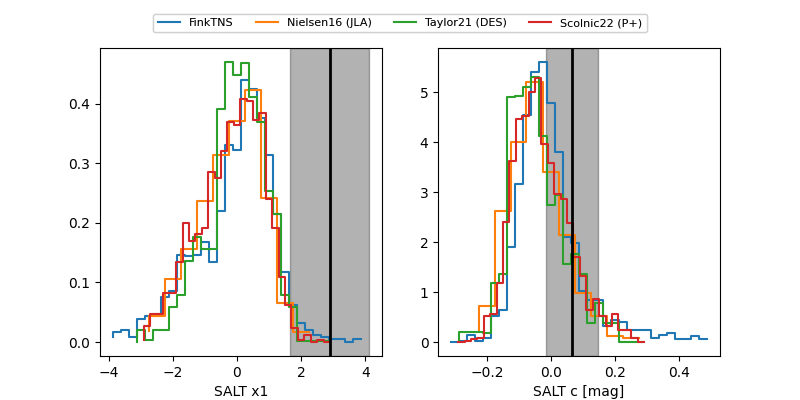 FinkTNS Nielsen16 (JLA) Taylor21 (DES) Scolnic22 (P+)
0.4
0.3
0.2
0.1
0.0
−4 −2 0 2 4
SALT x1
5
4
3
2
1
0
−0.2 0.0 0.2 0.4
SALT c [mag]